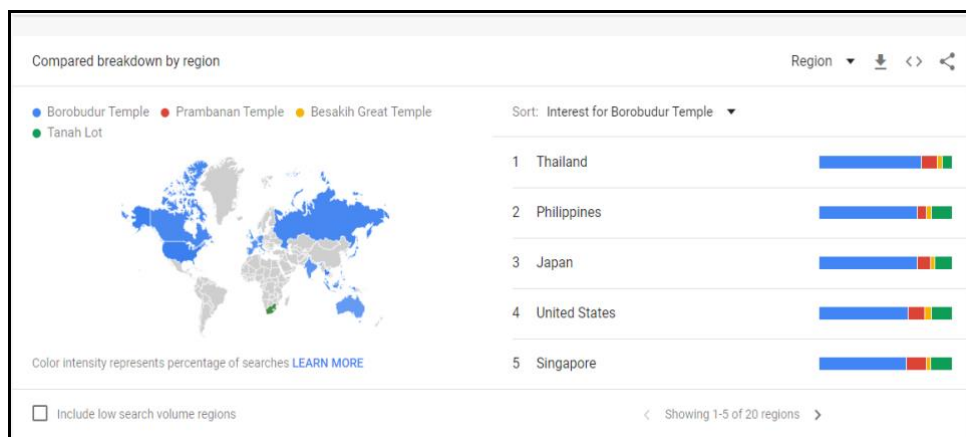 Compared breakdown by region
Region
Borobudur Temple Prambanan Temple Besakih Great Temple
Tanah Lot
Sort: Interest for Borobudur Temple
1 Thailand
2 Philippines
3 Japan
4 United States
5 Singapore
Color intensity represents percentage of searches LEARN MORE
Include low search volume regions
Showing 1-5 of 20 regions